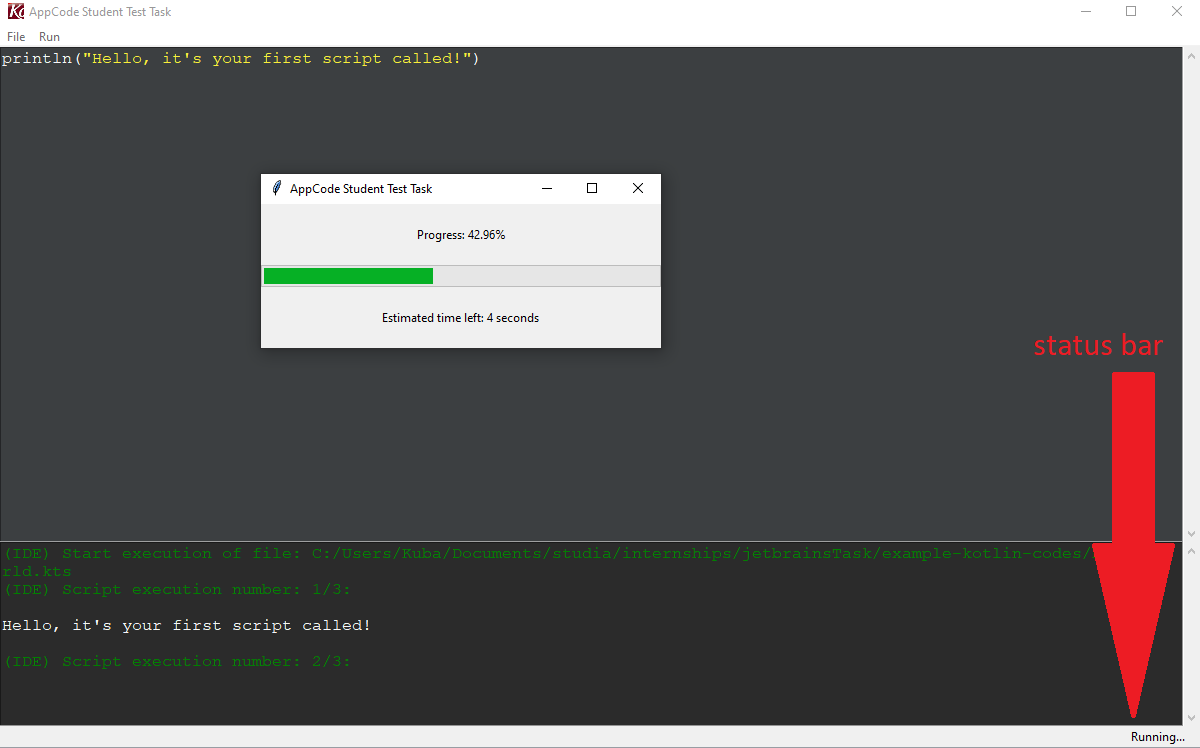 AppCode Student Test Task
File Run
println("Hello, it's your first script called!")
AppCode Student Test Task
Progress: 42.96%
Estimated time left: 4 seconds
status bar
(IDE) Start execution of file: C:/Users/Kuba/Documents/studia/internships/jetbrainsTask/example-kotlin-codes/
rld.kts
(IDE) Script execution number: 1/3:
Hello, it's your first script called!
(IDE) Script execution number: 2/3:
Running...